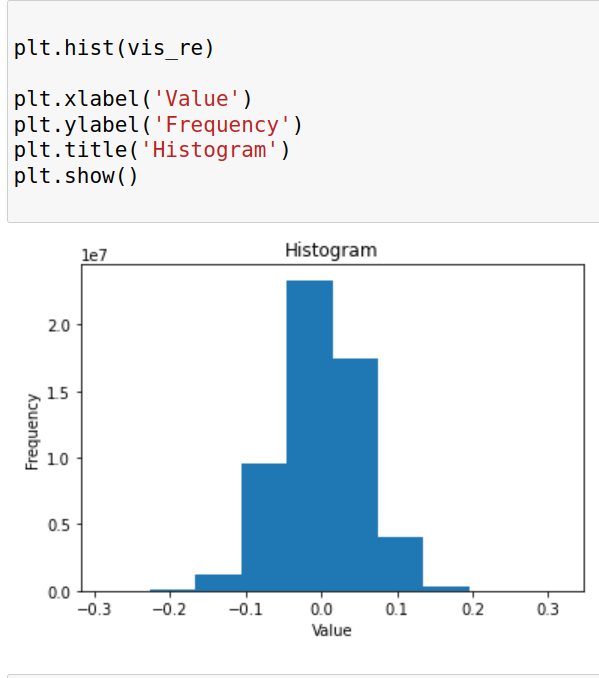 plt.hist(vis_re)
plt.xlabel('Value')
plt.ylabel('Frequency')
plt.title('Histogram')
plt.show()
Histogram
1e7
2.0
1.5
1.0
0.5
0.0
Frequency
−0.3 −0.2 −0.1 0.0 0.1 0.2 0.3
Value